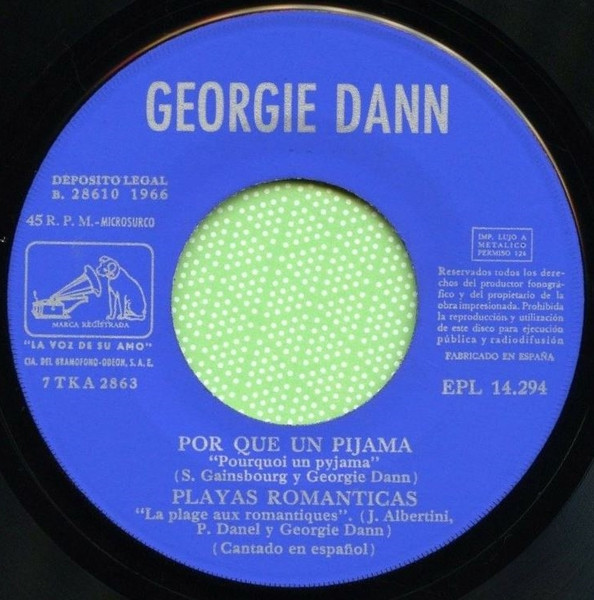 GEORGIE DANN
DEPOSITO LEGAL
B. 28610 1966
45 R. P. M.-MICROSURCO
MARCA REGISTRADA
"LA VOZ DE SU AMO"
CIA. DEL GRAMOFONO-ODEON, S. A. E.
7 TKA 2863
IMP. LUJO A
METALICO
PERMISO 124
Reservados todos los dere-
chos del productor fonográ-
fico y del propietario de la
obra impresionada. Prohibida
la reproducción y utilización
de este disco para ejecución
pública y radiodifusión
FABRICADO EN ESPAÑA
EPL 14.294
POR QUE UN PIJAMA
"Pourquoi un pyjama"
(S. Gainsbourg y Georgie Dann)
PLAYAS ROMANTICAS
"La plage aux romantiques". (J. Albertini,
P. Danel y Georgie Dann)
(Cantado en español)